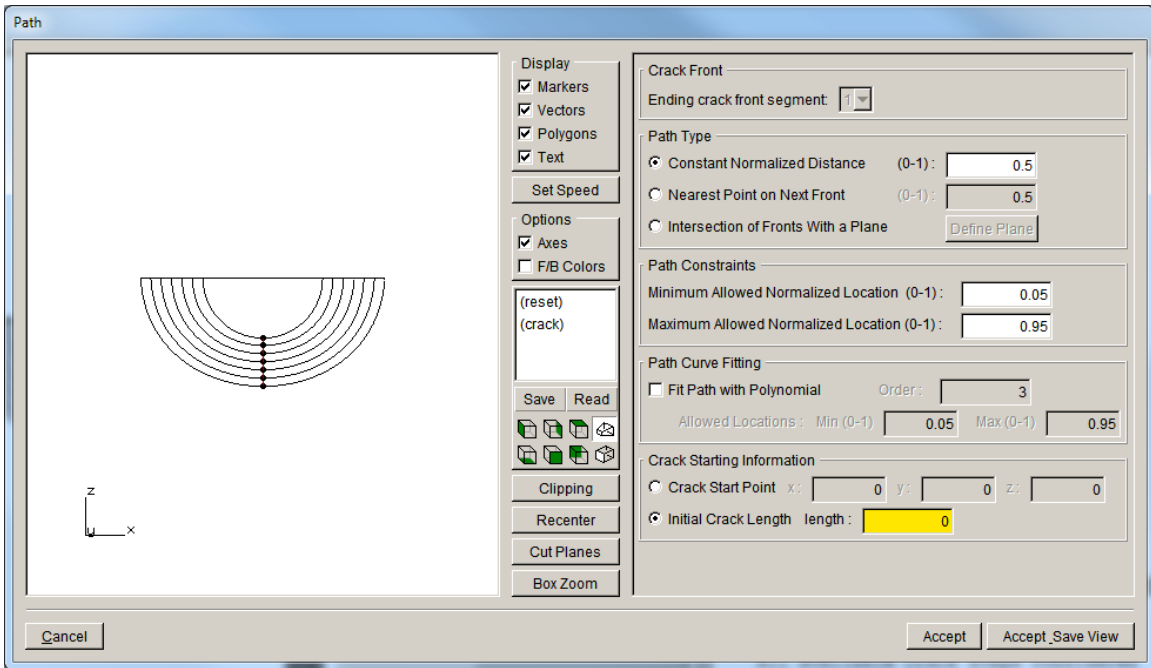 Path
Display
Markers
Vectors
Polygons
Text
Set Speed
Options
Axes
F/B Colors
(reset)
(crack)
Save Read
Clipping
Recenter
Cut Planes
Box Zoom
z
x
Crack Front
Ending crack front segment: 1
Path Type
Constant Normalized Distance (0-1) : 0.5
Nearest Point on Next Front (0-1) : 0.5
Intersection of Fronts With a Plane Define Plane
Path Constraints
Minimum Allowed Normalized Location (0-1) : 0.05
Maximum Allowed Normalized Location (0-1) : 0.95
Path Curve Fitting
Fit Path with Polynomial Order : 3
Allowed Locations : Min (0-1) 0.05 Max (0-1) 0.95
Crack Starting Information
Crack Start Point x : 0 y : 0 z : 0
Initial Crack Length length : 0
Cancel Accept Accept_Save View